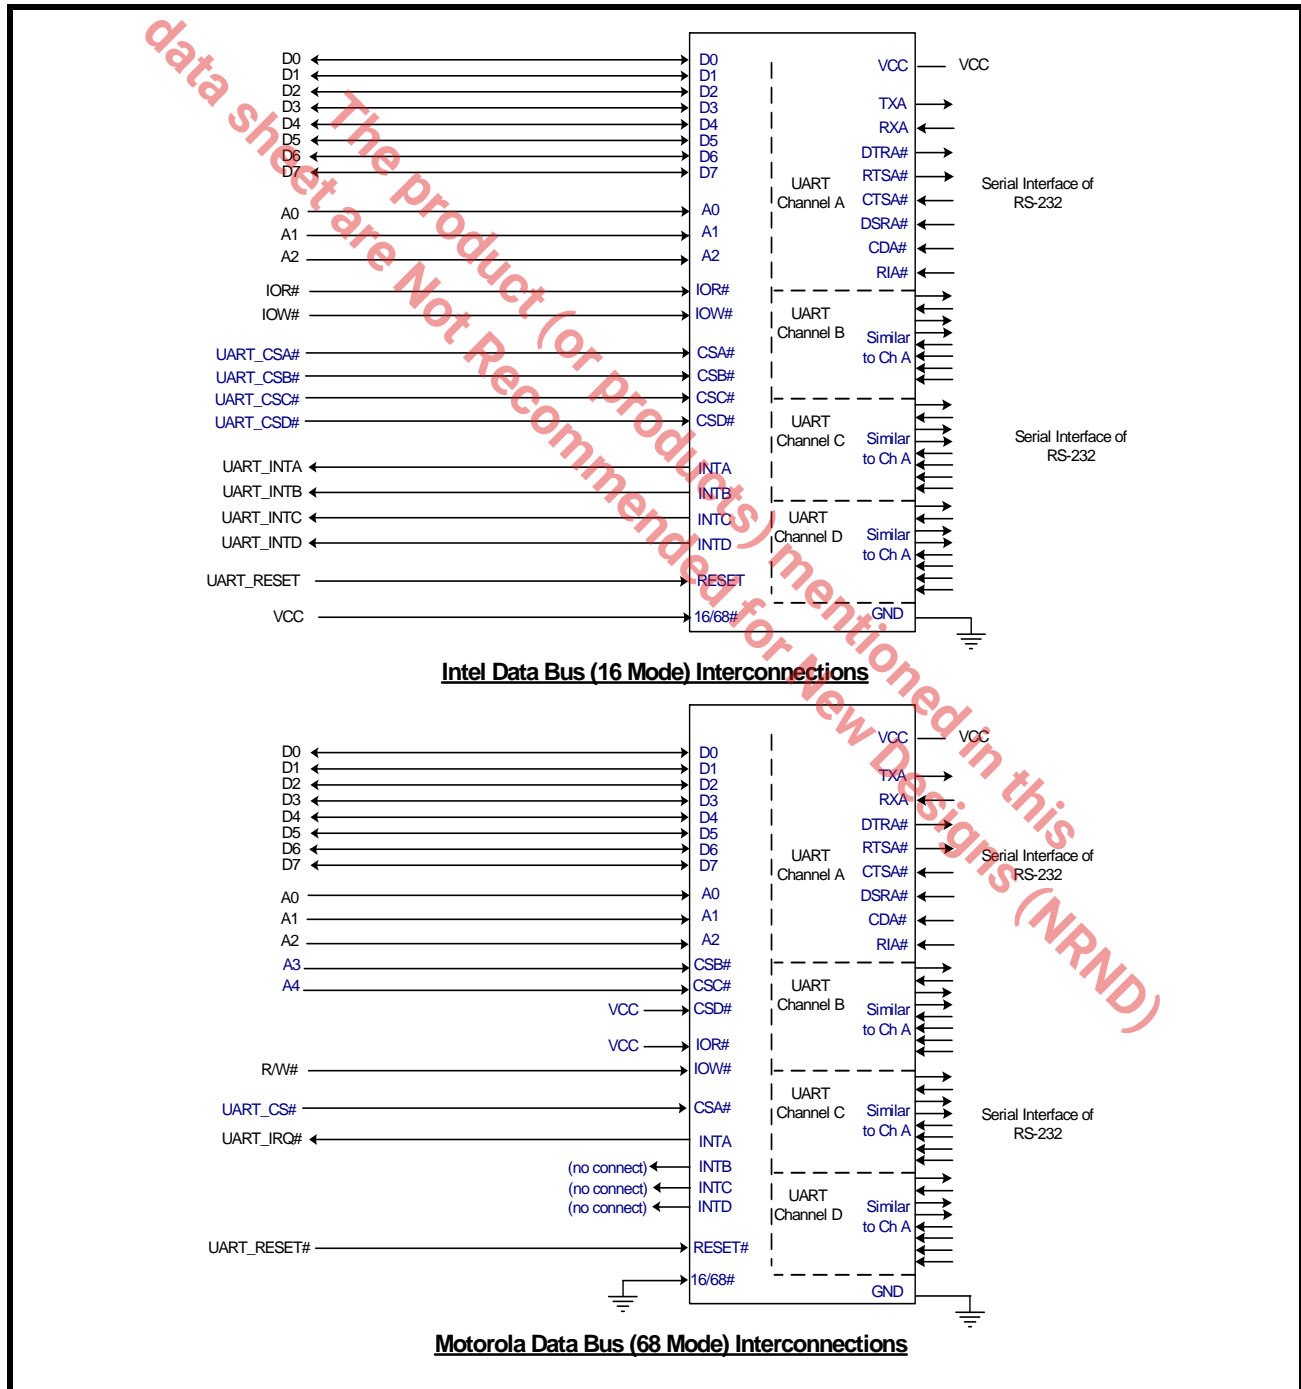 D0 D0
D1 D1
D2 D2
D3 D3
D4 D4
D5 D5
D6 D6
D7 D7
A0 A0
A1 A1
A2 A2
IOR# IOR#
IOW# IOW#
UART_CSA# CSA#
UART_CSB# CSB#
UART_CSC# CSC#
UART_CSD# CSD#
UART_INTA INTA
UART_INTB INTB
UART_INTC INTC
UART_INTD INTD
UART_RESET RESET
VCC 16/68#
UART
Channel A
VCC VCC
TXA
RXA
DTRA#
RTSA#
CTSA#
DSRA#
CDA#
RIA#
Serial Interface of
RS-232
UART
Channel B
Similar
to Ch A
UART
Channel C
Similar
to Ch A
Serial Interface of
RS-232
UART
Channel D
Similar
to Ch A
GND
Intel Data Bus (16 Mode) Interconnections
D0 D0
D1 D1
D2 D2
D3 D3
D4 D4
D5 D5
D6 D6
D7 D7
A0 A0
A1 A1
A2 A2
A3 CSB#
A4 CSC#
VCC CSD#
VCC IOR#
R/W# IOW#
UART_CS# CSA#
UART_IRQ# INTA
(no connect) INTB
(no connect) INTC
(no connect) INTD
UART_RESET# RESET#
16/68#
UART
Channel A
VCC VCC
TXA
RXA
DTRA#
RTSA#
CTSA#
DSRA#
CDA#
RIA#
Serial Interface of
RS-232
UART
Channel B
Similar
to Ch A
UART
Channel C
Similar
to Ch A
Serial Interface of
RS-232
UART
Channel D
Similar
to Ch A
GND
Motorola Data Bus (68 Mode) Interconnections
The product (or products) mentioned in this
data sheet are Not Recommended for New Designs (NRND)